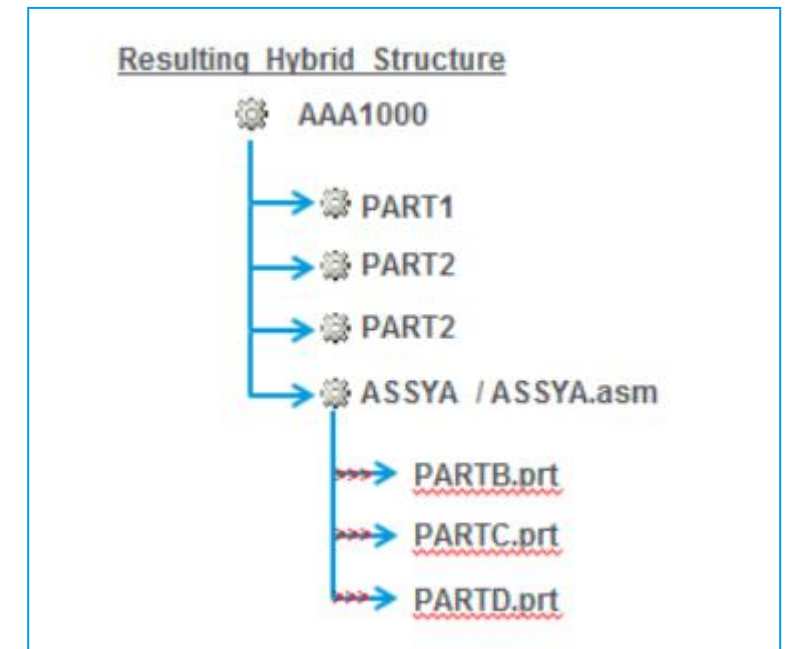 Resulting Hybrid Structure
AAA1000
PART1
PART2
PART2
ASSYA / ASSYA.asm
PARTB.prt
PARTC.prt
PARTD.prt